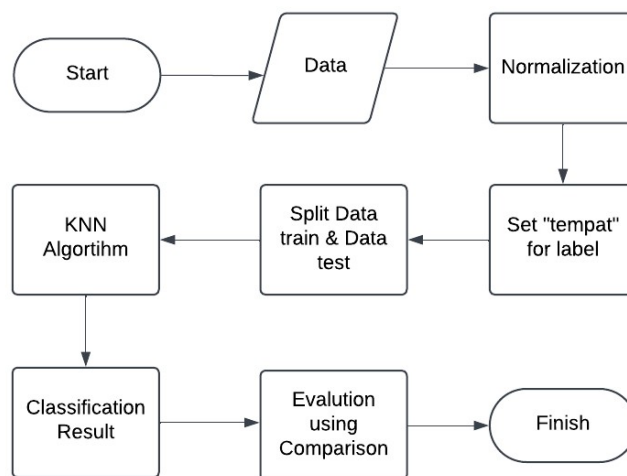 Start
Data
Normalization
KNN
Algortihm
Split Data
train & Data
test
Set "tempat"
for label
Classification
Result
Evalution
using
Comparison
Finish